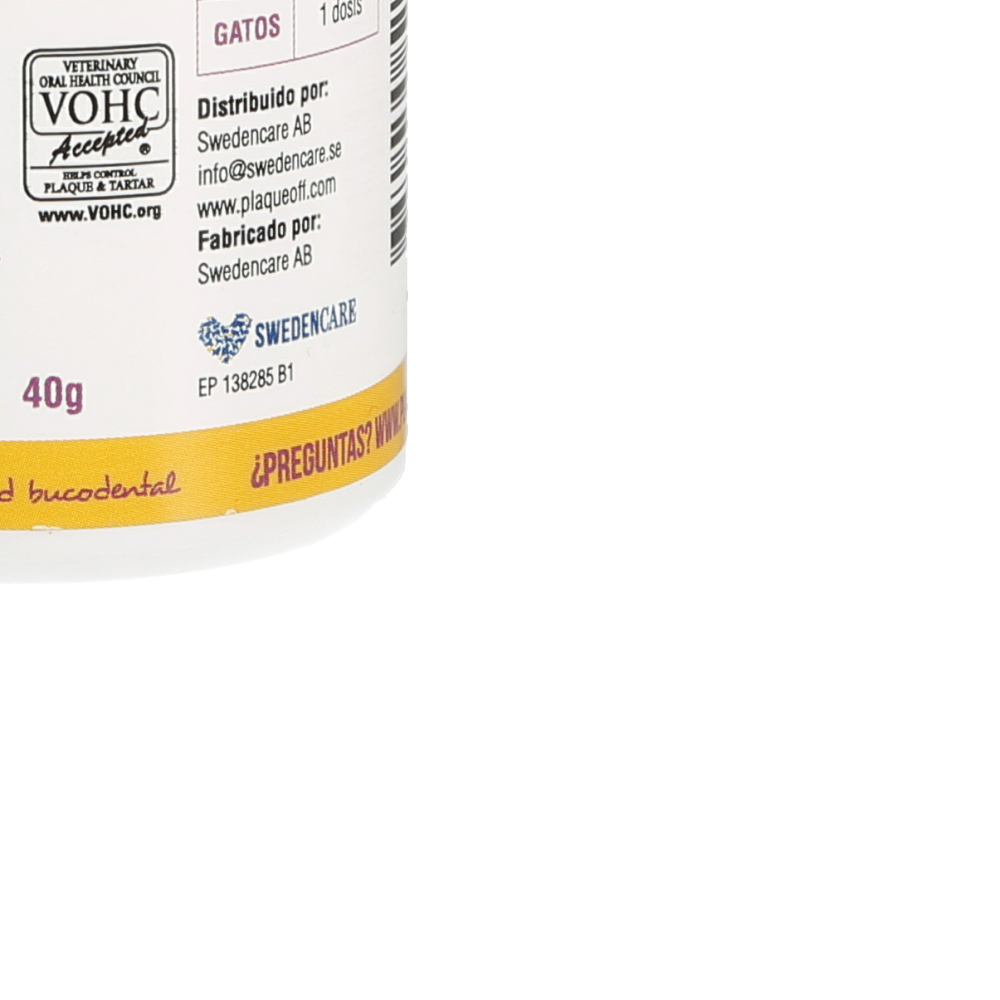 GATOS
1 dosis
VETERINARY
ORAL HEALTH COUNCIL
VOHC
Accepted ®
HELPS CONTROL
PLAQUE & TARTAR
www.VOHC.org
Distribuido por:
Swedencare AB
info@swedencare.se
www.plaqueoff.com
Fabricado por:
Swedencare AB
SWEDENCARE
EP 138285 B1
40g
bucodental
¿PREGUNTAS? WWW.